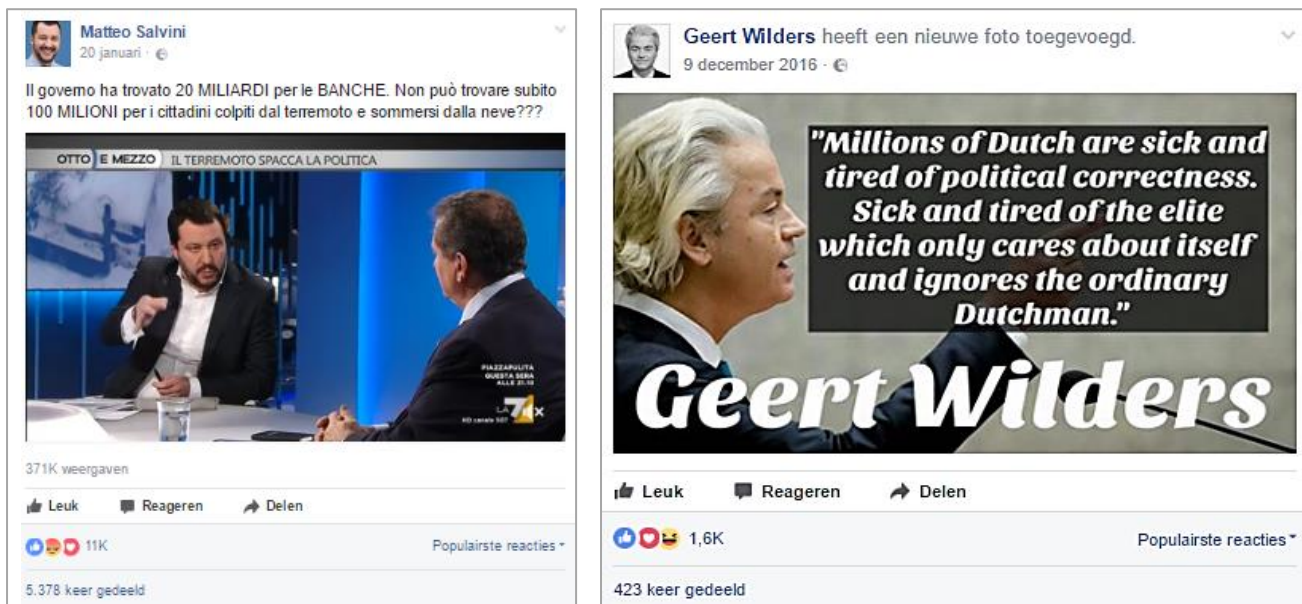 Matteo Salvini
20 januari ·
Il governo ha trovato 20 MILIARDI per le BANCHE. Non può trovare subito
100 MILIONI per i cittadini colpiti dal terremoto e sommersi dalla neve???
OTTO E MEZZO IL TERREMOTO SPACCA LA POLITICA
PIAZZAPULITA
QUESTA SERA
ALLE 21.10
LA7
HD canale 507
371K weergaven
Leuk Reageren Delen
11K Populairste reacties
5.378 keer gedeeld
Geert Wilders heeft een nieuwe foto toegevoegd.
9 december 2016 ·
"Millions of Dutch are sick and
tired of political correctness.
Sick and tired of the elite
which only cares about itself
and ignores the ordinary
Dutchman."
Geert Wilders
Leuk Reageren Delen
1,6K Populairste reacties
423 keer gedeeld